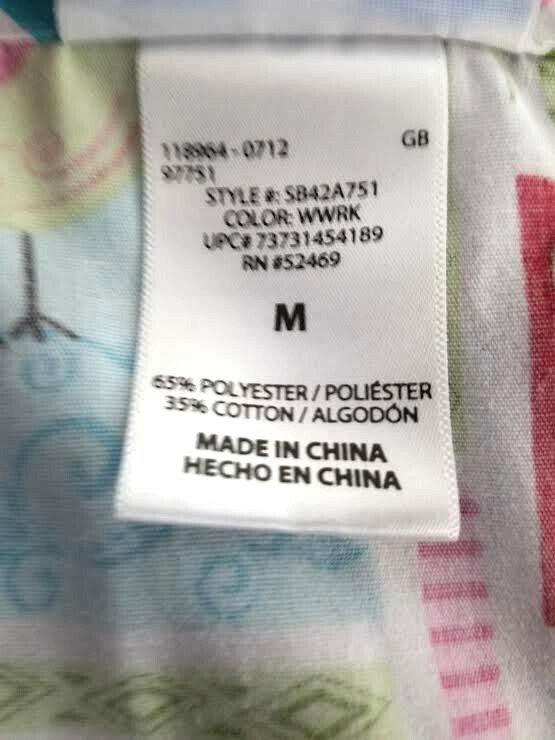 118964-0712 GB
97751
STYLE #: SB42A751
COLOR: WWRK
UPC# 73731454189
RN #52469
M
65% POLYESTER / POLIÉSTER
35% COTTON / ALGODÓN
MADE IN CHINA
HECHO EN CHINA